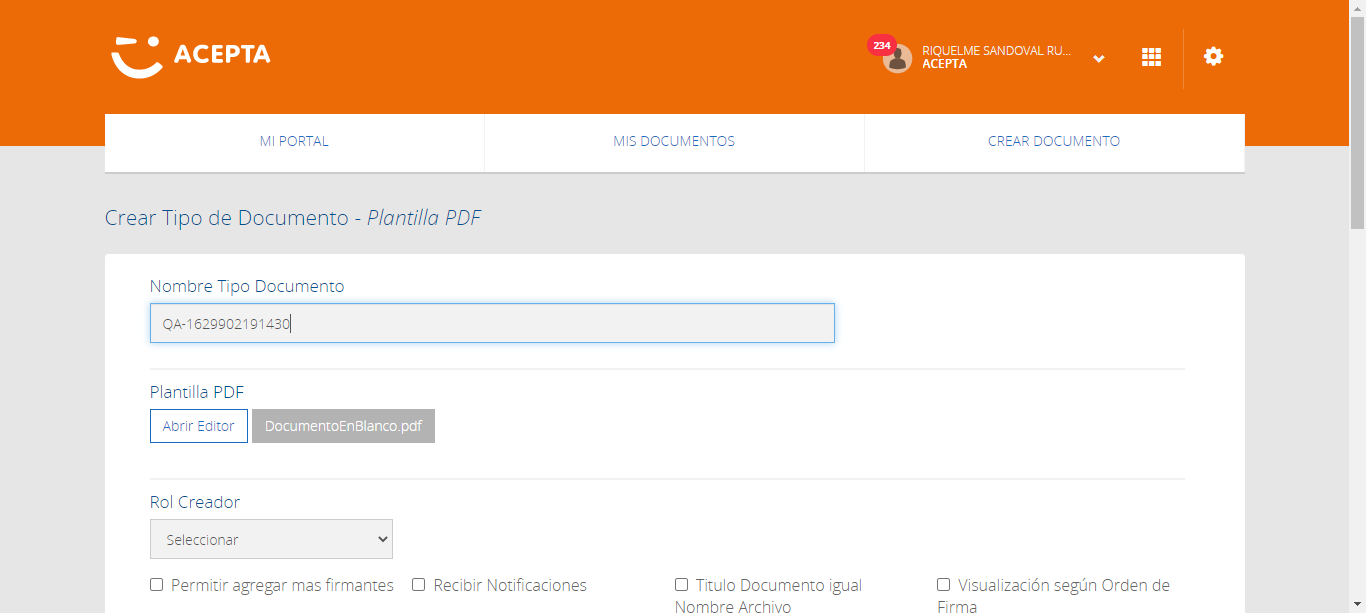 ACEPTA
234
RIQUELME SANDOVAL RU...
ACEPTA
MI PORTAL
MIS DOCUMENTOS
CREAR DOCUMENTO
Crear Tipo de Documento - Plantilla PDF
Nombre Tipo Documento
QA-1629902191430
Plantilla PDF
Abrir Editor
DocumentoEnBlanco.pdf
Rol Creador
Seleccionar
Permitir agregar mas firmantes
Recibir Notificaciones
Titulo Documento igual
Nombre Archivo
Visualización según Orden de
Firma